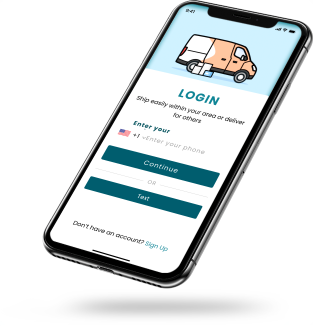 9:41
LOGIN
Ship easily within your area or deliver
for others
Enter your
+1 Enter your phone
Continue
OR
Text
Don't have an account? Sign Up